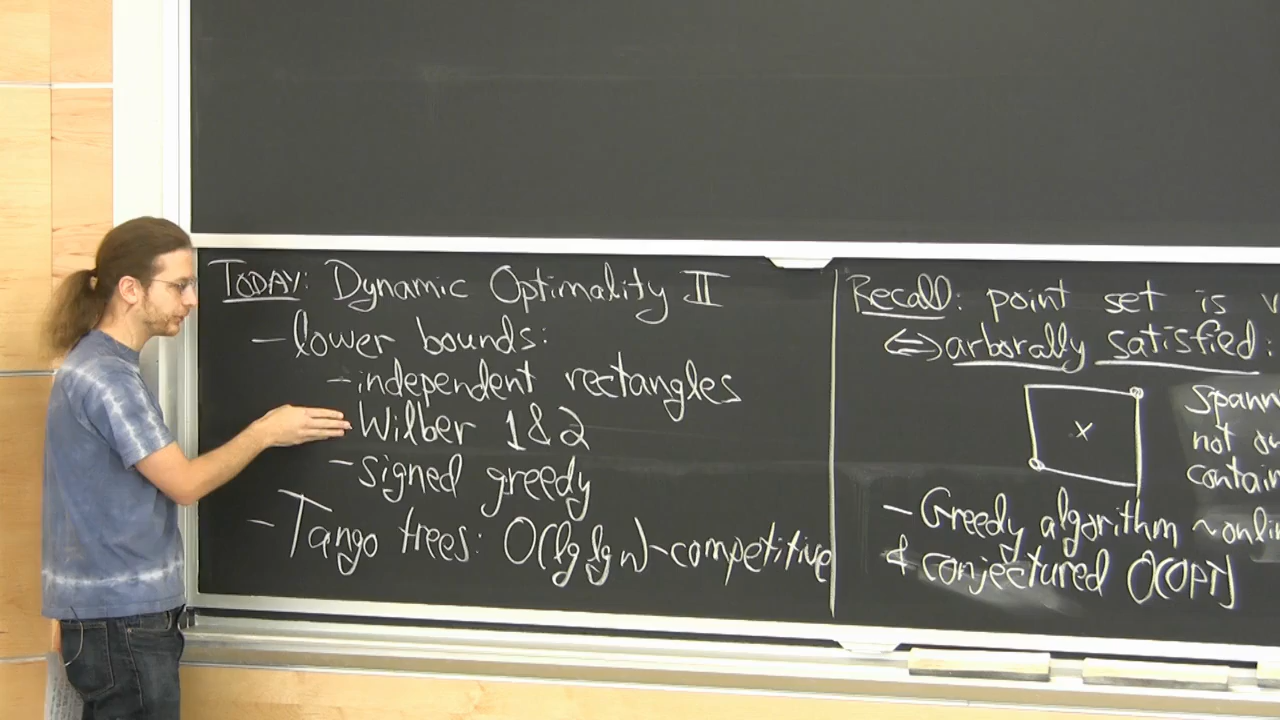 TODAY: Dynamic Optimality II
- lower bounds:
- independent rectangles
- Wilber 1&2
- signed greedy
- Tango trees: O(lg lg n)-competitive
Recall: point set is
⟺ arborally satisfied:
x
not
- Greedy algorithm ~
& conjectured O(OPT)